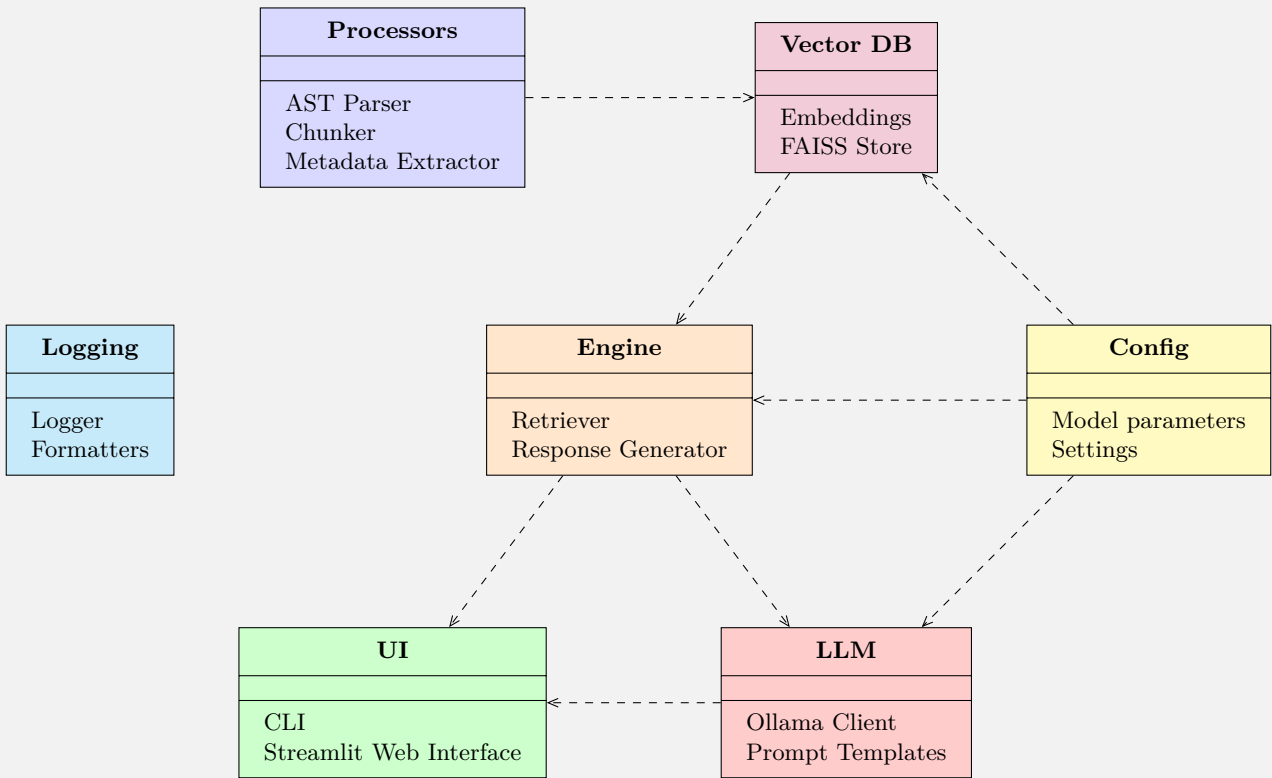 Processors
AST Parser
Chunker
Metadata Extractor
Vector DB
Embeddings
FAISS Store
Logging
Logger
Formatters
Engine
Retriever
Response Generator
Config
Model parameters
Settings
UI
CLI
Streamlit Web Interface
LLM
Ollama Client
Prompt Templates